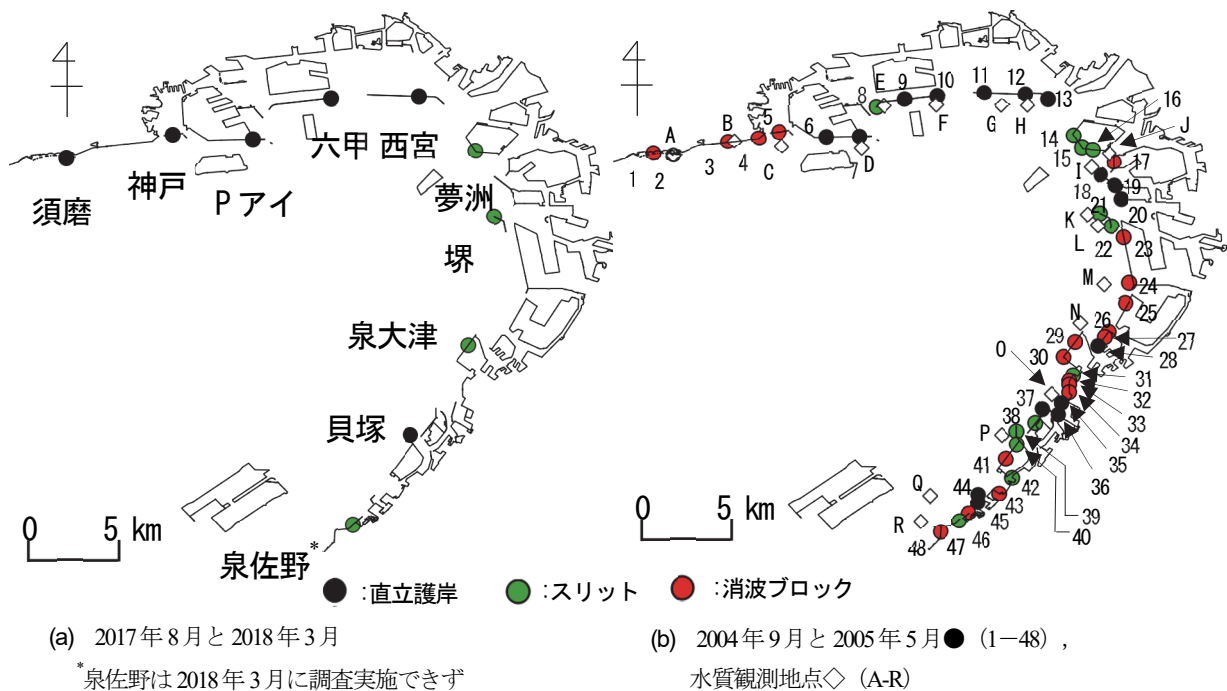 4
須磨
神戸
Pアイ
六甲 西宮
夢洲
堺
泉大津
貝塚
泉佐野*
0 5 km
4
A
B
C
D
E
F
G
H
I
J
K
L
M
N
O
P
Q
R
1
2
3
4
5
6
7
8
9
10
11
12
13
14
15
16
17
18
19
20
21
22
23
24
25
26
27
28
29
30
31
32
33
34
35
36
37
38
39
40
41
42
43
44
45
46
47
48
0 5 km
●:直立護岸 ●:スリット ●:消波ブロック
(a) 2017年8月と2018年3月
*泉佐野は2018年3月に調査実施できず
(b) 2004年9月と2005年5月●(1-48),
水質観測地点◇(A-R)